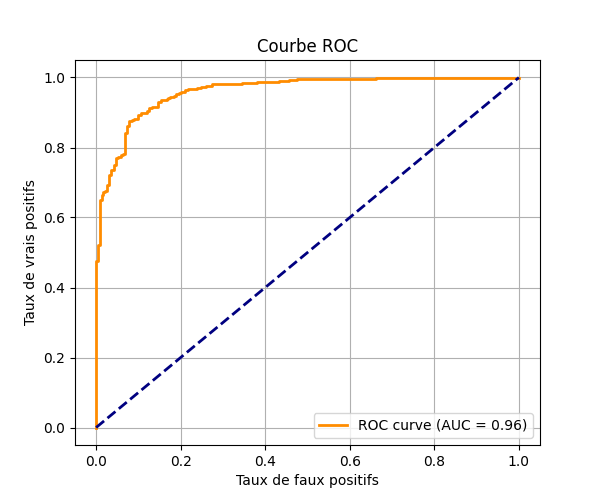 Courbe ROC
1.0
0.8
0.6
0.4
0.2
0.0
Taux de vrais positifs
ROC curve (AUC = 0.96)
0.0 0.2 0.4 0.6 0.8 1.0
Taux de faux positifs